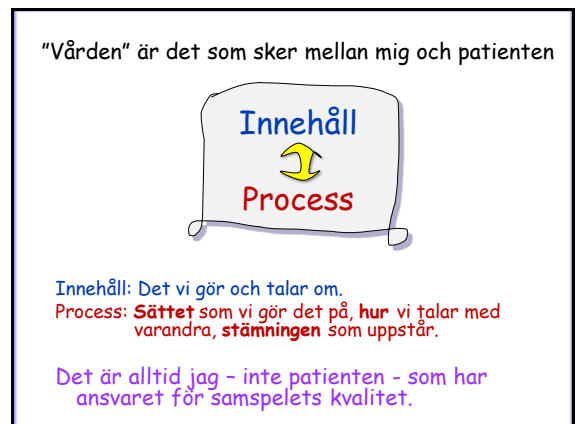 ”Vården” är det som sker mellan mig och patienten
Innehåll
Process
Innehåll: Det vi gör och talar om.
Process: Sättet som vi gör det på, hur vi talar med
varandra, stämningen som uppstår.
Det är alltid jag – inte patienten - som har
ansvaret för samspelets kvalitet.